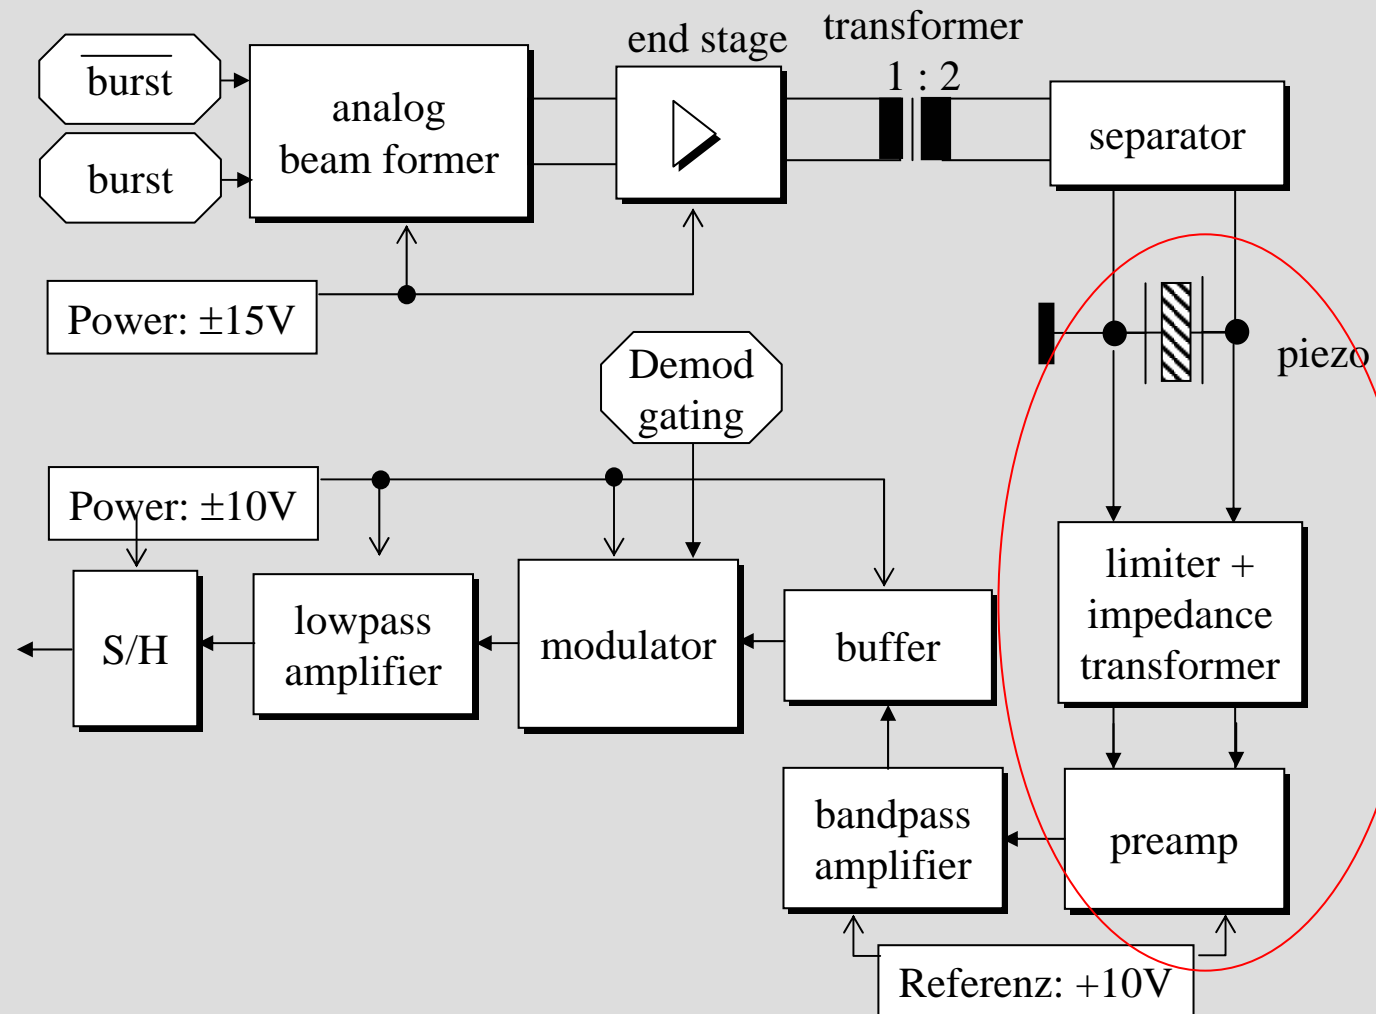 burst
burst
analog
beam former
end stage
transformer
1 : 2
separator
Power: ±15V
piezo
Demod
gating
Power: ±10V
limiter +
impedance
transformer
S/H
lowpass
amplifier
modulator
buffer
bandpass
amplifier
preamp
Referenz: +10V